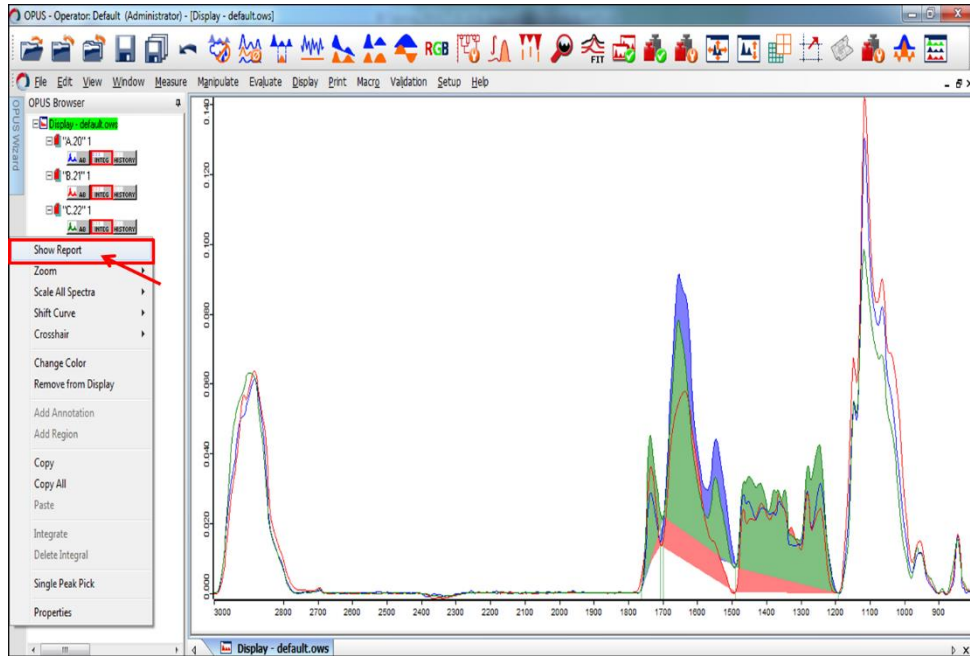 OPUS - Operator: Default (Administrator) - [Display - default.ows]
RGB
FIT
File Edit View Window Measure Manipulate Evaluate Display Print Macro Validation Setup Help
OPUS Wizard
OPUS Browser
Display - default.ows
"A.20" 1
AB INTEG HISTORY
"B.21" 1
AB INTEG HISTORY
"C.22" 1
AB INTEG HISTORY
Show Report
Zoom
Scale All Spectra
Shift Curve
Crosshair
Change Color
Remove from Display
Add Annotation
Add Region
Copy
Copy All
Paste
Integrate
Delete Integral
Single Peak Pick
Properties
0.140
0.120
0.100
0.080
0.060
0.040
0.020
0.000
3000 2800 2700 2600 2500 2400 2300 2200 2100 2000 1900 1800 1700 1600 1500 1400 1300 1200 1100 1000 900
Display - default.ows